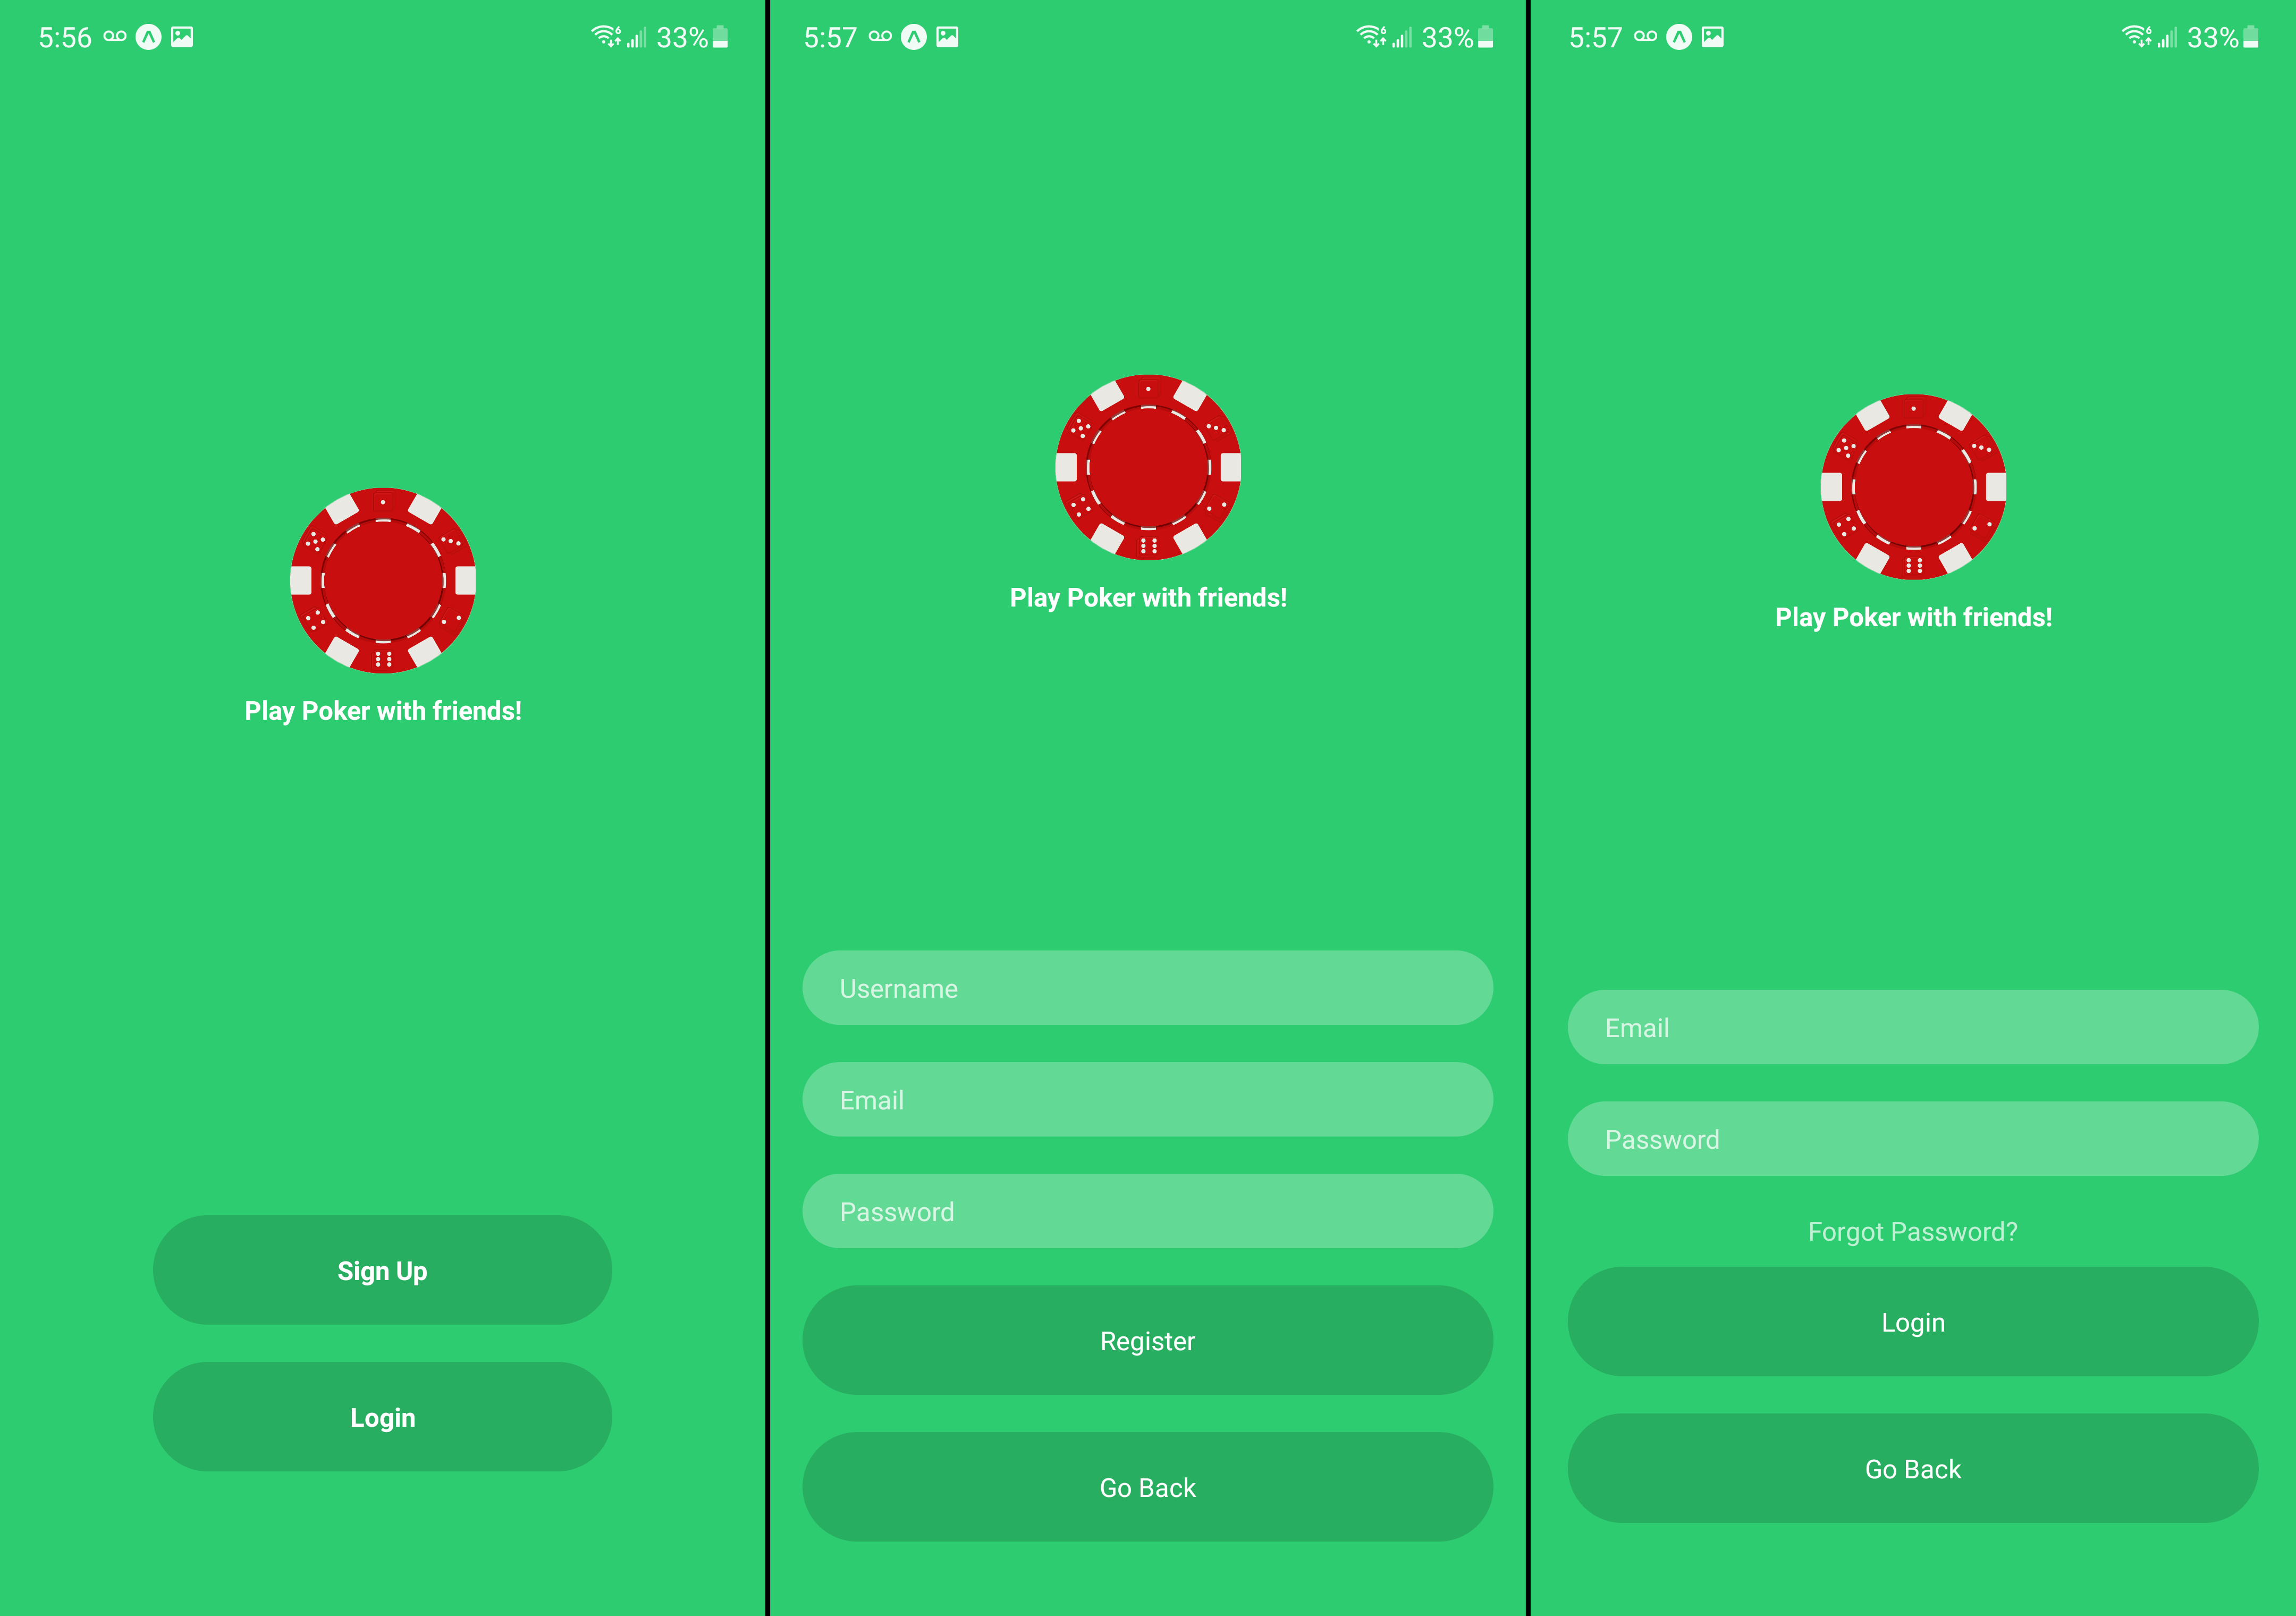 5:56
33%
Play Poker with friends!
Sign Up
Login
5:57
33%
Play Poker with friends!
Username
Email
Password
Register
Go Back
5:57
33%
Play Poker with friends!
Email
Password
Forgot Password?
Login
Go Back